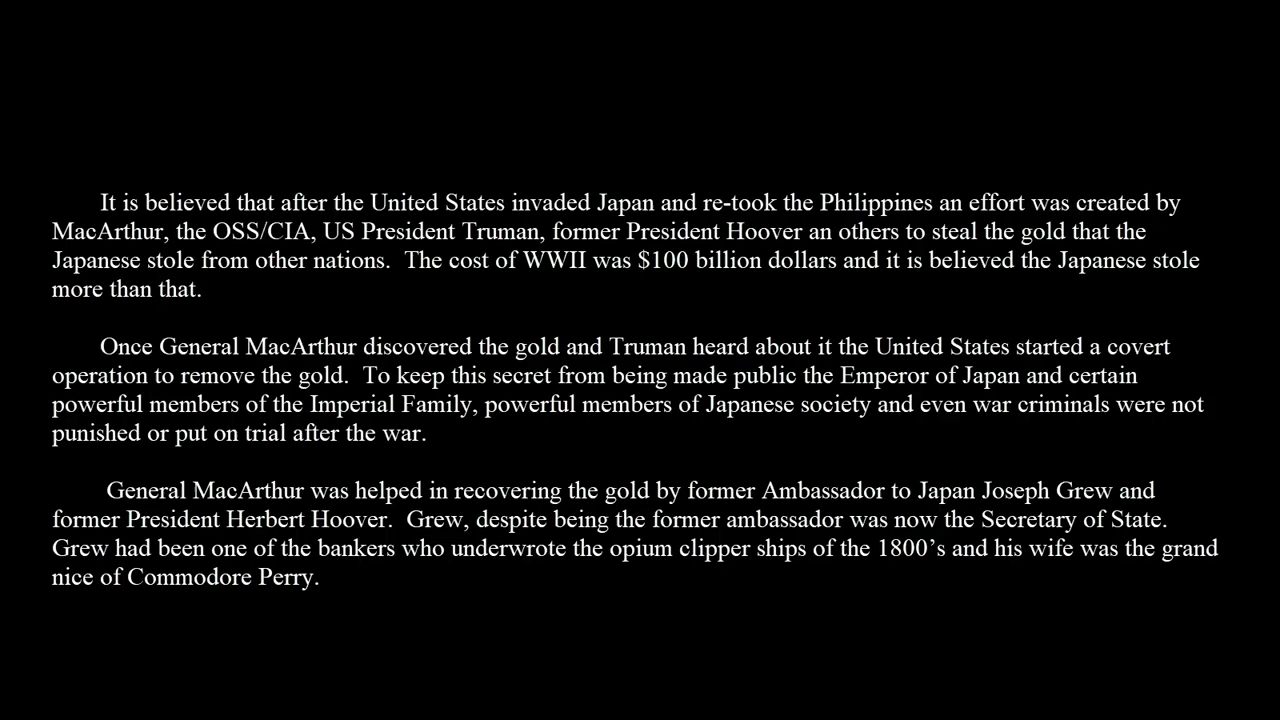 It is believed that after the United States invaded Japan and re-took the Philippines an effort was created by
MacArthur, the OSS/CIA, US President Truman, former President Hoover an others to steal the gold that the
Japanese stole from other nations.  The cost of WWII was $100 billion dollars and it is believed the Japanese stole
more than that.
Once General MacArthur discovered the gold and Truman heard about it the United States started a covert
operation to remove the gold.  To keep this secret from being made public the Emperor of Japan and certain
powerful members of the Imperial Family, powerful members of Japanese society and even war criminals were not
punished or put on trial after the war.
General MacArthur was helped in recovering the gold by former Ambassador to Japan Joseph Grew and
former President Herbert Hoover.  Grew, despite being the former ambassador was now the Secretary of State.
Grew had been one of the bankers who underwrote the opium clipper ships of the 1800’s and his wife was the grand
nice of Commodore Perry.